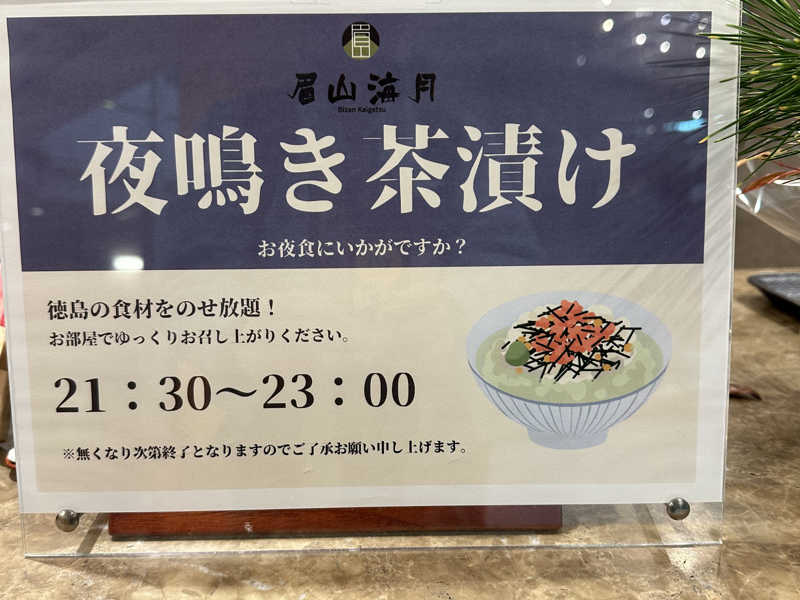 眉山海月
Bizan Kaigetsu
夜鳴き茶漬け
お夜食にいかがですか？
徳島の食材をのせ放題！
お部屋でゆっくりお召し上がりください。
21：30～23：00
※無くなり次第終了となりますのでご了承お願い申し上げます。